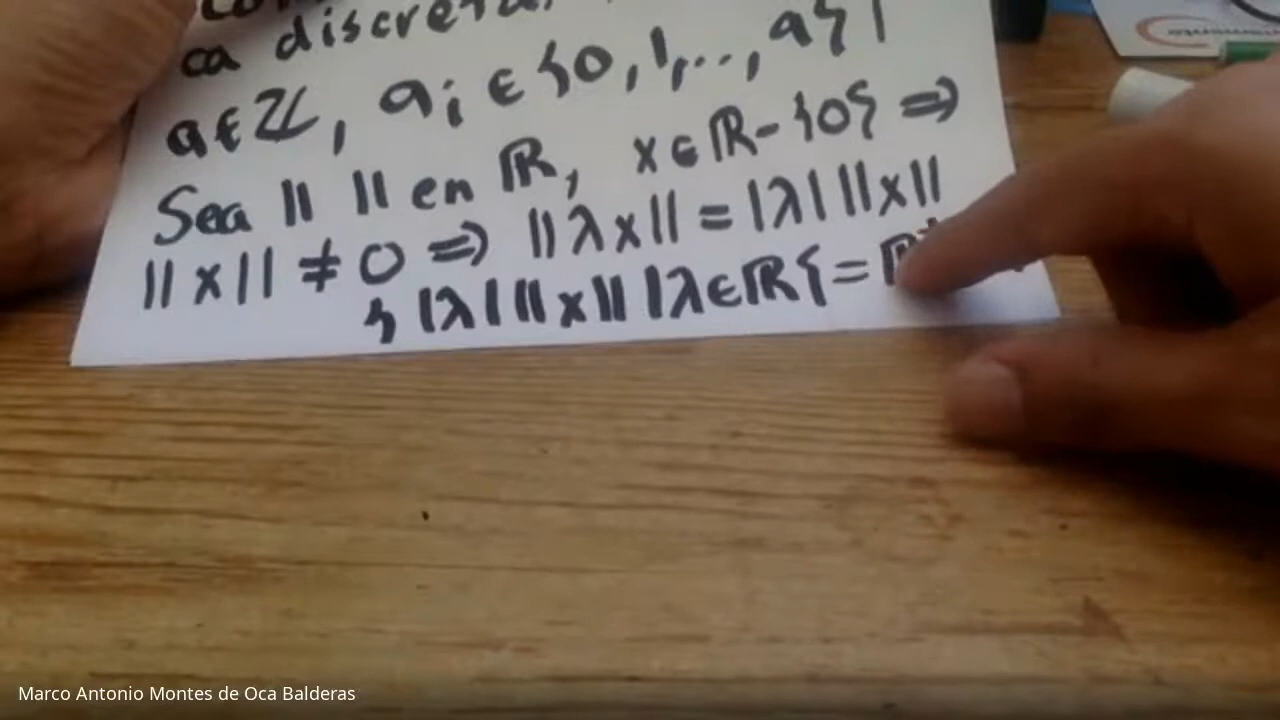 ca discreta
a∈ℤ, aᵢ ∈ {0,1,..., a}|
Sea || || en ℝ, x∈ℝ-{0} ⇒
||x|| ≠ 0 ⇒ ||λx|| = |λ| ||x||
{|λ| ||x|| |λ∈ℝ} =
Marco Antonio Montes de Oca Balderas